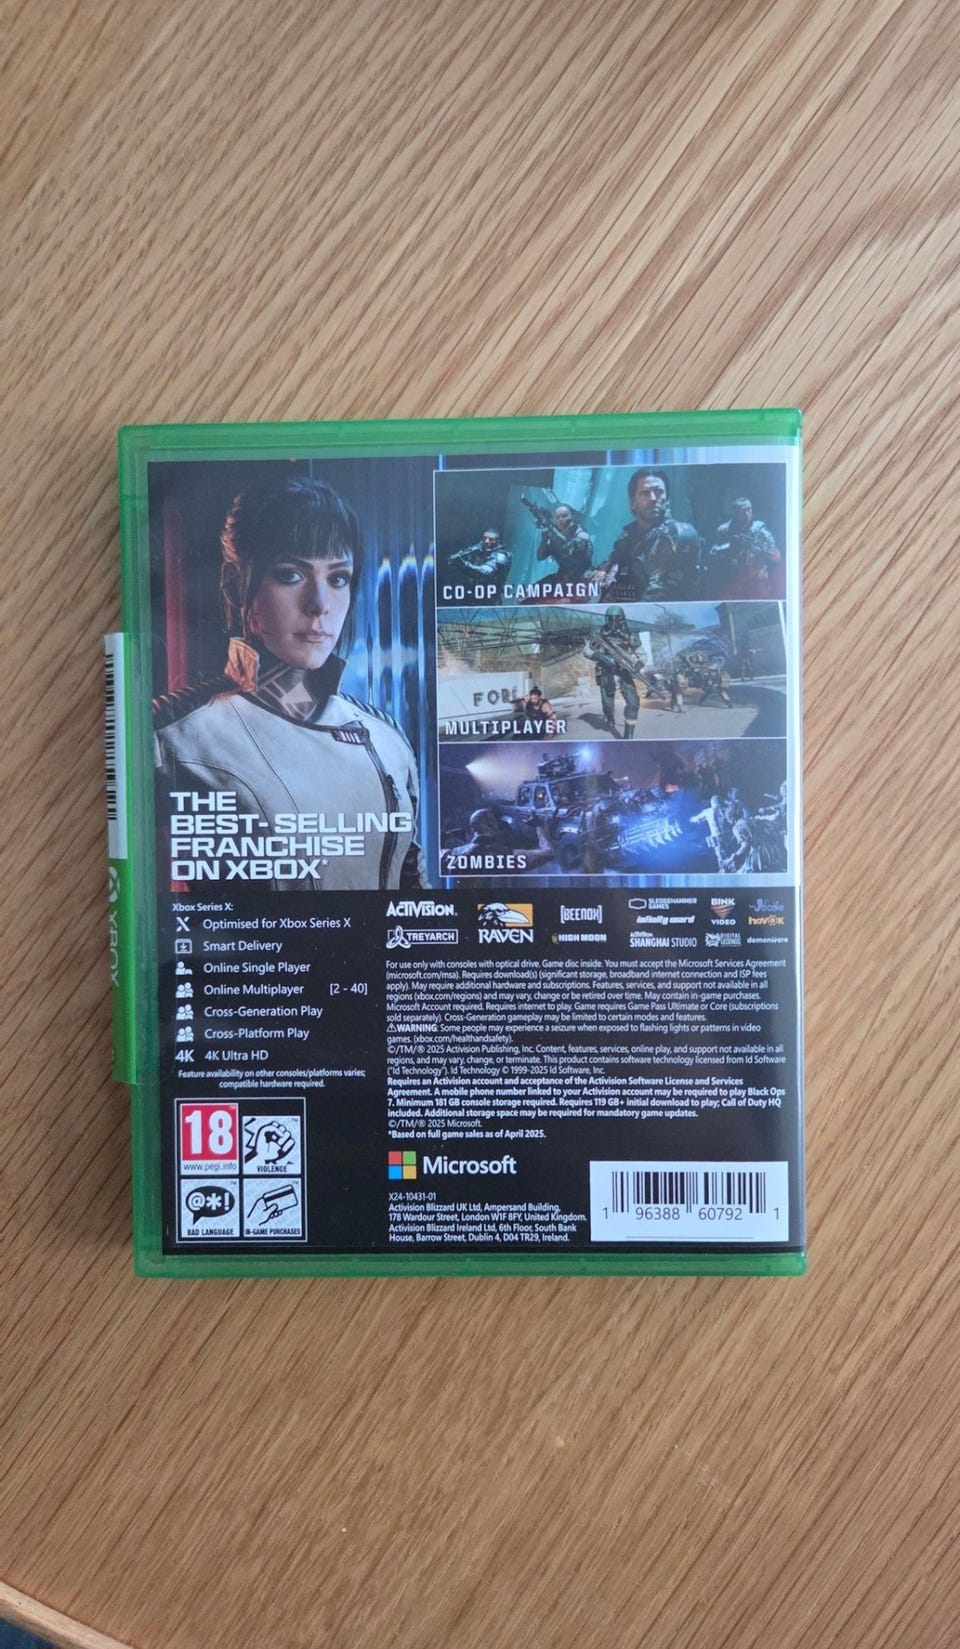 CO-OP CAMPAIGN
FOR
MULTIPLAYER
ZOMBIES
THE
BEST-SELLING
FRANCHISE
ON XBOX*
XBOX
Xbox Series X:
Optimised for Xbox Series X
Smart Delivery
Online Single Player
Online Multiplayer [2 - 40]
Cross-Generation Play
Cross-Platform Play
4K 4K Ultra HD
Feature availability on other consoles/platforms varies;
compatible hardware required.
18
www.pegi.info
VIOLENCE
@*!
BAD LANGUAGE
IN-GAME PURCHASES
ACTIVISION.
TREYARCH
RAVEN
[BEENOX]
HIGH MOON
SLEDGEHAMMER
GAMES
infinity ward
ACTIVISION
SHANGHAI STUDIO
BINK
VIDEO
DIGITAL
LEGENDS
havok
demonware
For use only with consoles with optical drive. Game disc inside. You must accept the Microsoft Services Agreement
(microsoft.com/msa). Requires download(s) (significant storage, broadband internet connection and ISP fees
apply). May require additional hardware and subscriptions. Features, services, and support not available in all
regions (xbox.com/regions) and may vary, change or be retired over time. May contain in-game purchases.
Microsoft Account required. Requires internet to play. Game requires Game Pass Ultimate or Core (subscriptions
sold separately). Cross-Generation gameplay may be limited to certain modes and features.
⚠WARNING: Some people may experience a seizure when exposed to flashing lights or patterns in video
games. (xbox.com/healthandsafety).
©/TM/® 2025 Activision Publishing, Inc. Content, features, services, online play, and support not available in all
regions, and may vary, change, or terminate. This product contains software technology licensed from Id Software
("Id Technology"). Id Technology © 1999-2025 Id Software, Inc.
Requires an Activision account and acceptance of the Activision Software License and Services
Agreement. A mobile phone number linked to your Activision account may be required to play Black Ops
7. Minimum 181 GB console storage required. Requires 119 GB+ initial download to play; Call of Duty HQ
included. Additional storage space may be required for mandatory game updates.
©/TM/® 2025 Microsoft.
*Based on full game sales as of April 2025.
Microsoft
X24-10431-01
Activision Blizzard UK Ltd, Ampersand Building,
178 Wardour Street, London W1F 8FY, United Kingdom.
Activision Blizzard Ireland Ltd, 6th Floor, South Bank
House, Barrow Street, Dublin 4, D04 TR29, Ireland.
1 96388 60792 1